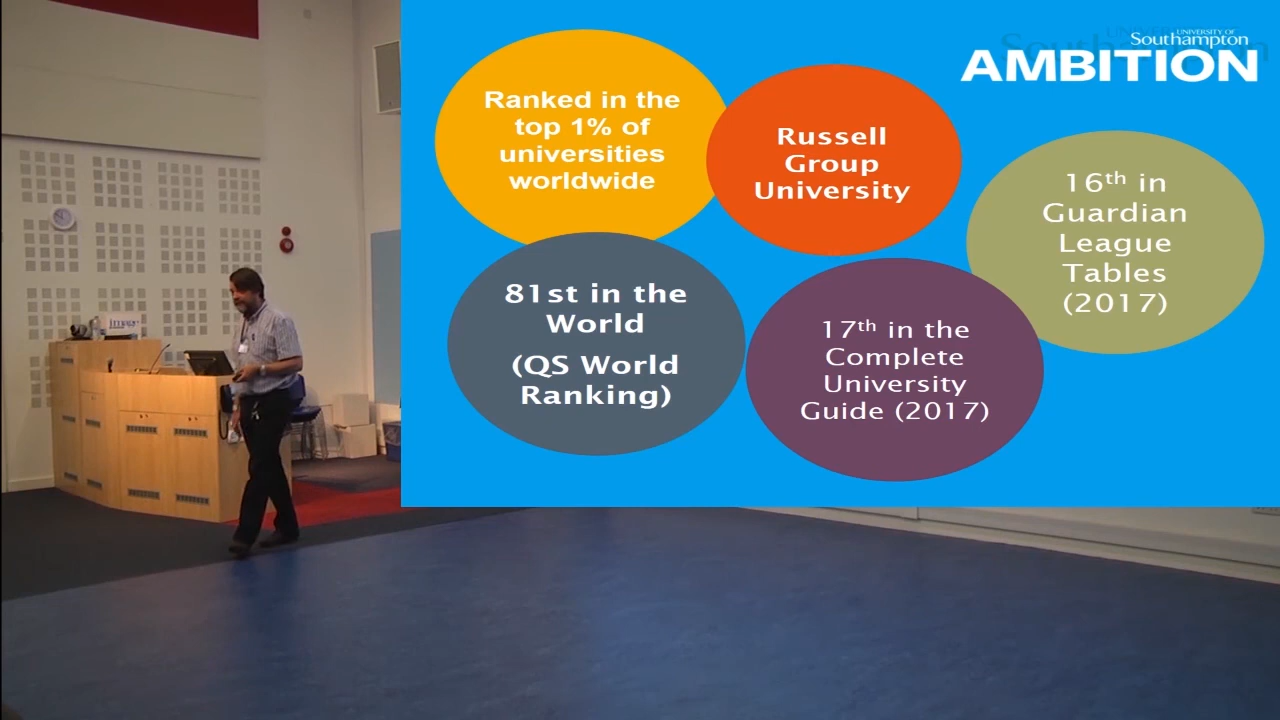 UNIVERSITY OF
Southampton
AMBITION
Ranked in the
top 1% of
universities
worldwide
Russell
Group
University
16th in
Guardian
League
Tables
(2017)
81st in the
World
(QS World
Ranking)
17th in the
Complete
University
Guide (2017)